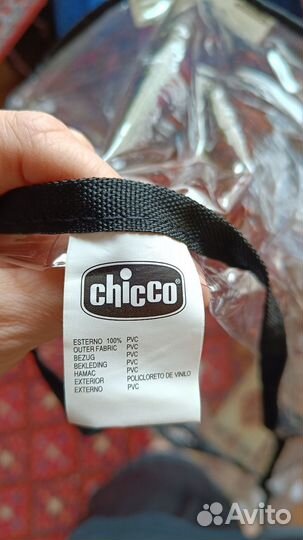 chicco
ESTERNO 100% PVC
OUTER FABRIC PVC
BEZUG PVC
BEKLEDING PVC
HAMAC PVC
EXTERIOR POLICLORETO DE VINILO
EXTERNO PVC
Avito